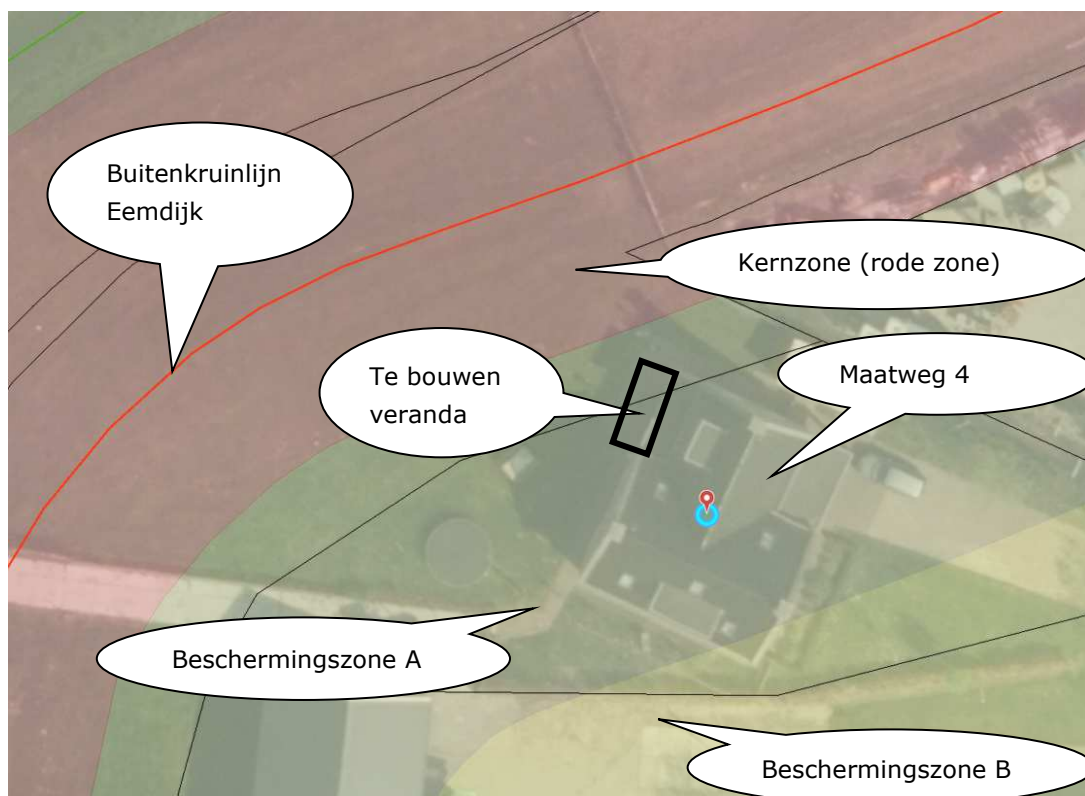 Buitenkruinlijn
Eemdijk
Kernzone (rode zone)
Te bouwen
veranda
Maatweg 4
Beschermingszone A
Beschermingszone B